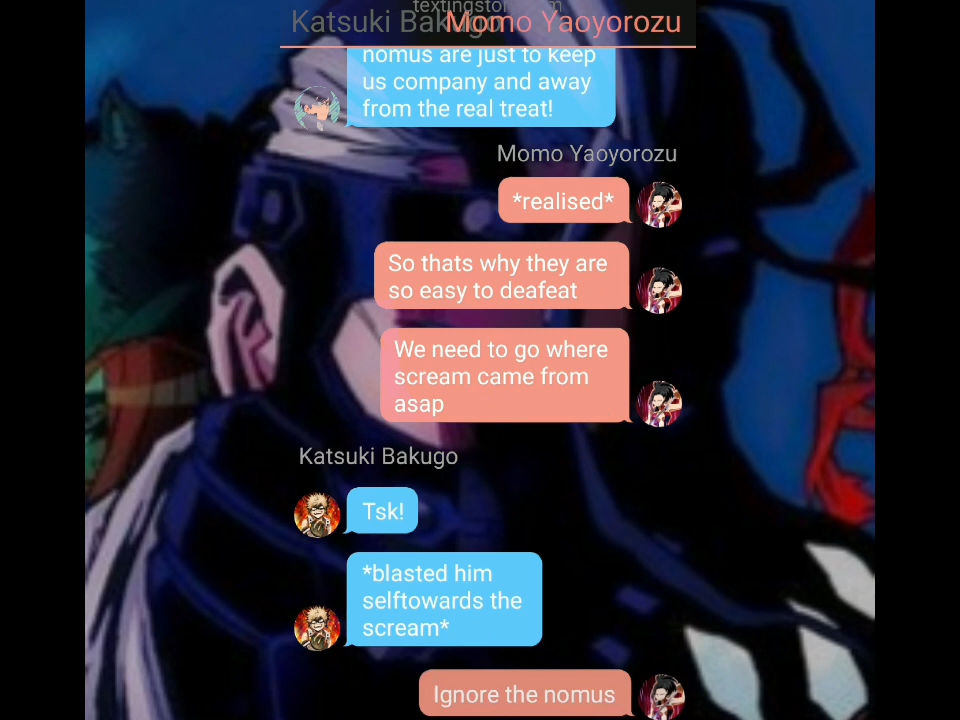 Katsuki Bakugo
Momo Yaoyorozu
nomus are just to keep
us company and away
from the real treat!
Momo Yaoyorozu
*realised*
So thats why they are
so easy to deafeat
We need to go where
scream came from
asap
Katsuki Bakugo
Tsk!
*blasted him
selftowards the
scream*
Ignore the nomus